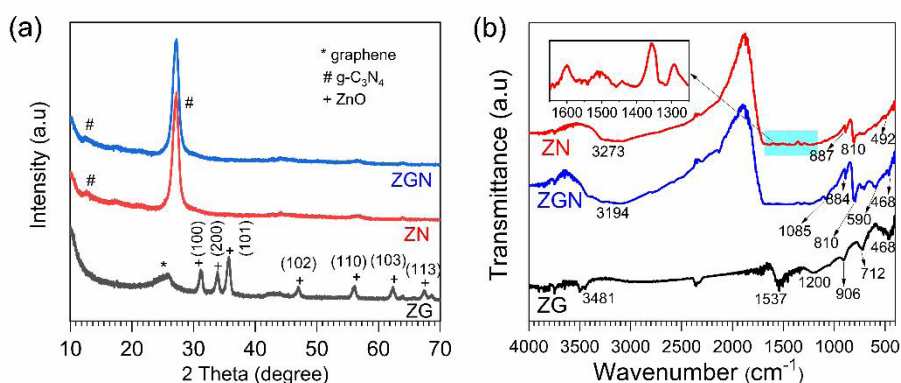 (a)
* graphene
# g-C₃N₄
+ ZnO
#
#
ZGN
#
ZN
*
+(100)
+(200)
+(101)
(102)
+
(110)
+
(103)
+
(113)
+
ZG
10 20 30 40 50 60 70
2 Theta (degree)
Intensity (a.u)
(b)
1600 1500 1400 1300
ZN
3273
887
810
492
ZGN
3194
1085
884
810
590
468
ZG
3481
1537
1200
906
712
468
4000 3500 3000 2500 2000 1500 1000 500
Wavenumber (cm⁻¹)
Transmittance (a.u)